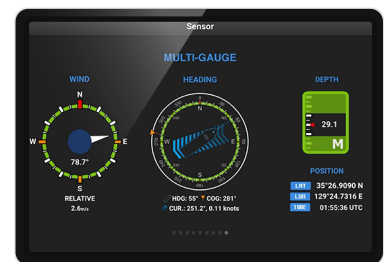 Sensor
MULTI-GAUGE
WIND
HEADING
DEPTH
N
W
E
S
78.7°
RELATIVE
2.6m/s
N
E
S
W
HDG: 55° COG: 281°
CUR.: 251.2°, 0.11 knots
29.1
M
POSITION
LAT 35°26.9090 N
LON 129°24.7316 E
TIME 01:55:36 UTC